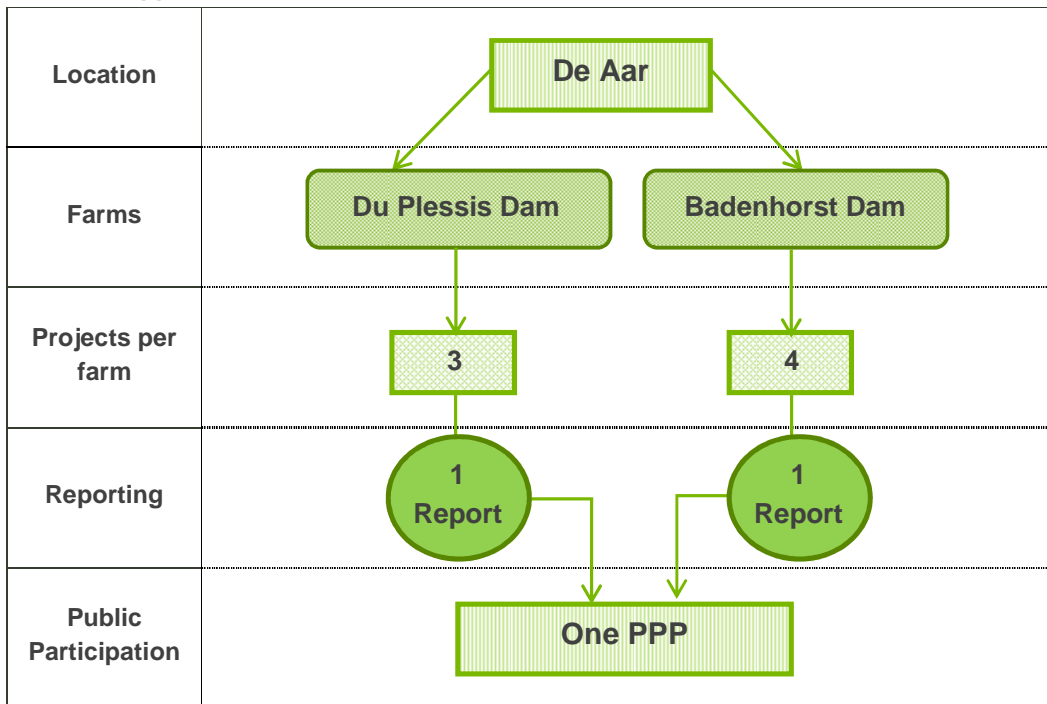 Location
De Aar
Farms
Du Plessis Dam
Badenhorst Dam
Projects per
farm
3
4
Reporting
1
Report
1
Report
Public
Participation
One PPP